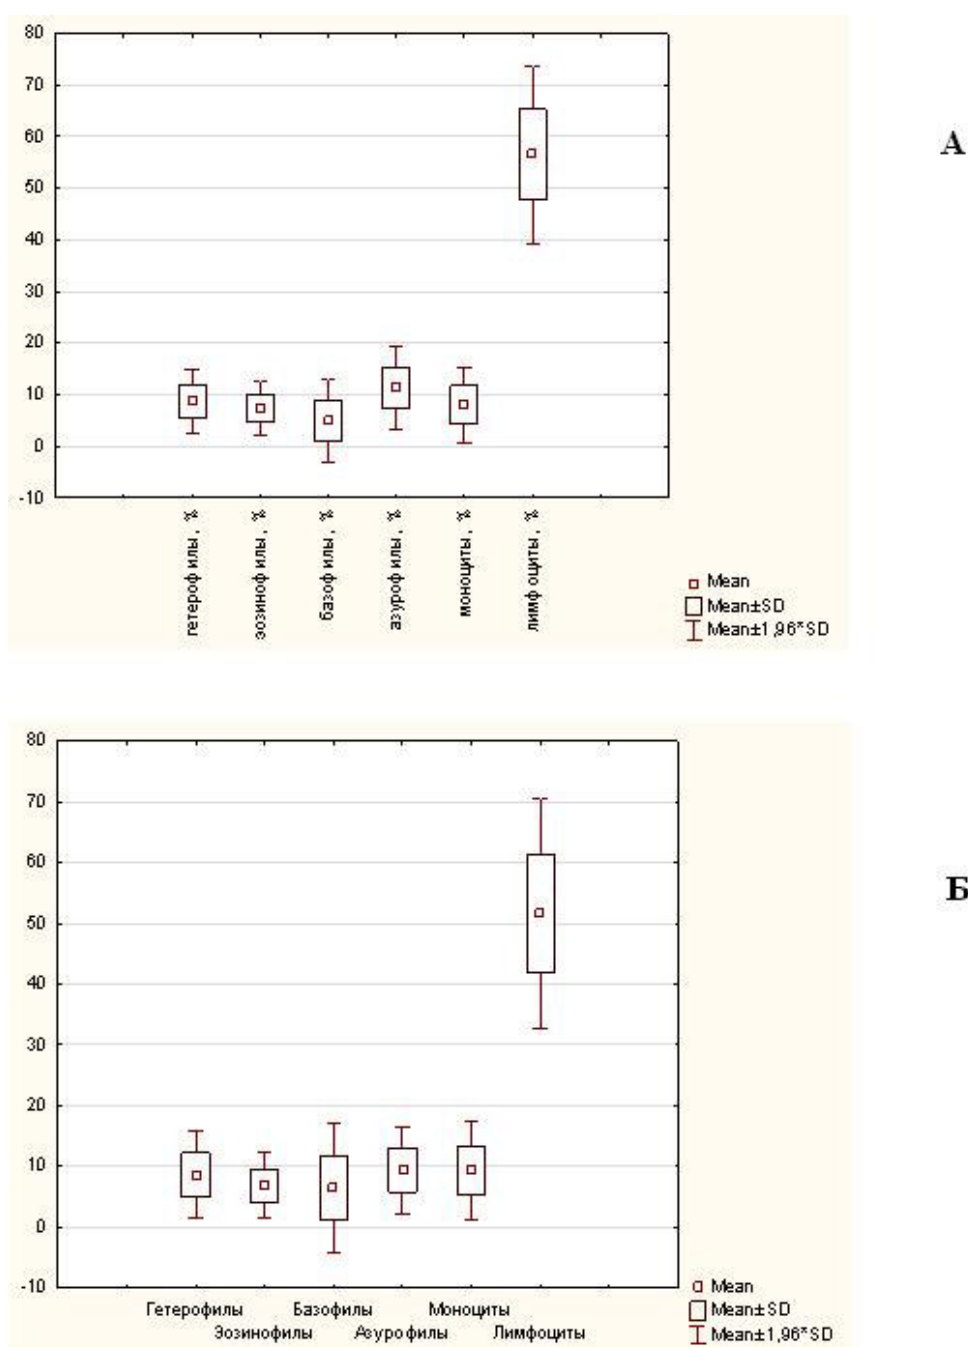 80
70
60
50
40
30
20
10
0
-10
А
гетерофилы, %
эозинофилы, %
базофилы, %
азурофилы, %
моноциты, %
лимфоциты, %
Mean
Mean±SD
Mean±1,96*SD
80
70
60
50
40
30
20
10
0
-10
Б
Гетерофилы Базофилы Моноциты
Эозинофилы Азурофилы Лимфоциты
Mean
Mean±SD
Mean±1,96*SD